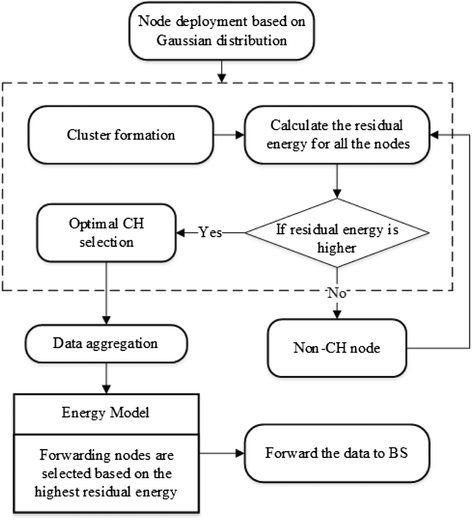 Node deployment based on
Gaussian distribution
Cluster formation
Calculate the residual
energy for all the nodes
Optimal CH
selection
Yes
If residual energy is
higher
No
Data aggregation
Non-CH node
Energy Model
Forwarding nodes are
selected based on the
highest residual energy
Forward the data to BS